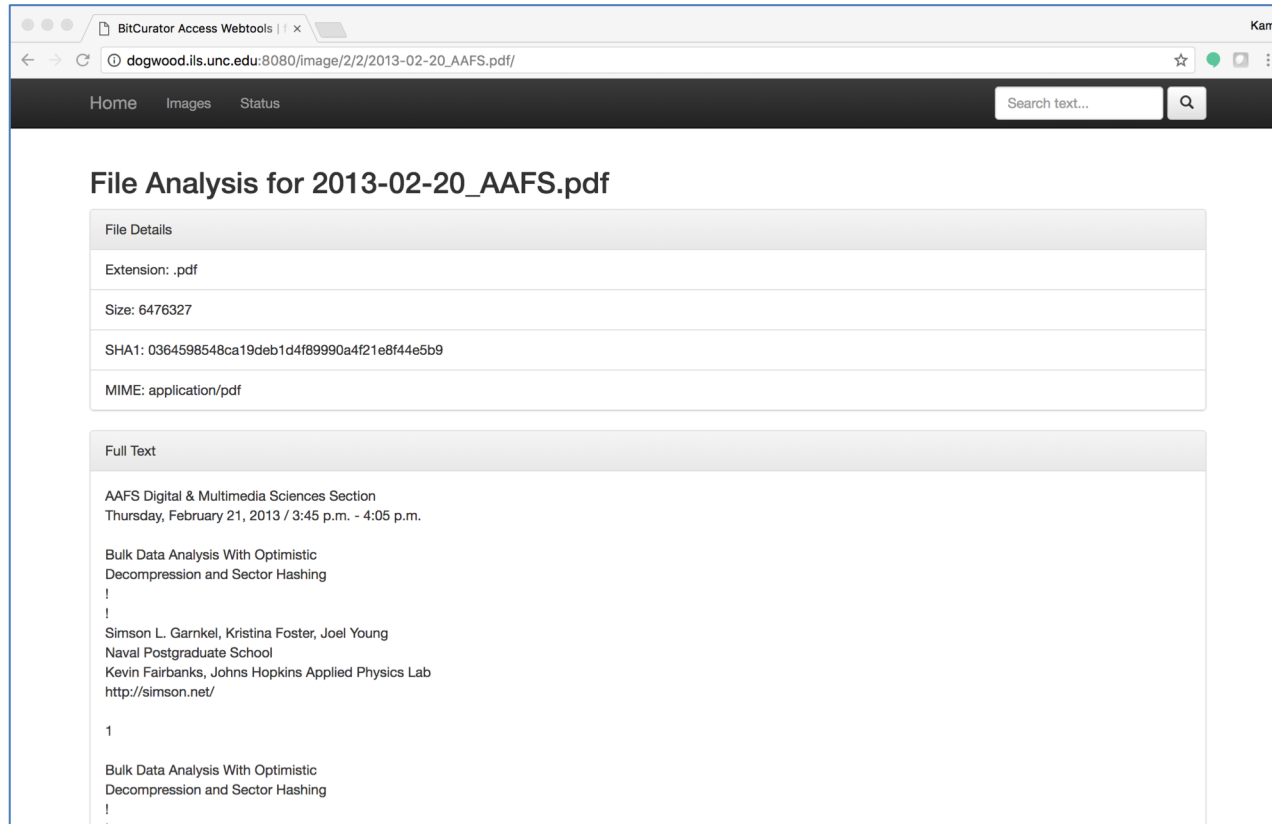 BitCurator Access Webtools |
Kam
dogwood.ils.unc.edu:8080/image/2/2/2013-02-20_AAFS.pdf/
Home Images Status Search text...
File Analysis for 2013-02-20_AAFS.pdf
File Details
Extension: .pdf
Size: 6476327
SHA1: 0364598548ca19deb1d4f89990a4f21e8f44e5b9
MIME: application/pdf
Full Text
AAFS Digital & Multimedia Sciences Section
Thursday, February 21, 2013 / 3:45 p.m. - 4:05 p.m.
Bulk Data Analysis With Optimistic
Decompression and Sector Hashing
!
!
Simson L. Garnkel, Kristina Foster, Joel Young
Naval Postgraduate School
Kevin Fairbanks, Johns Hopkins Applied Physics Lab
http://simson.net/
1
Bulk Data Analysis With Optimistic
Decompression and Sector Hashing
!